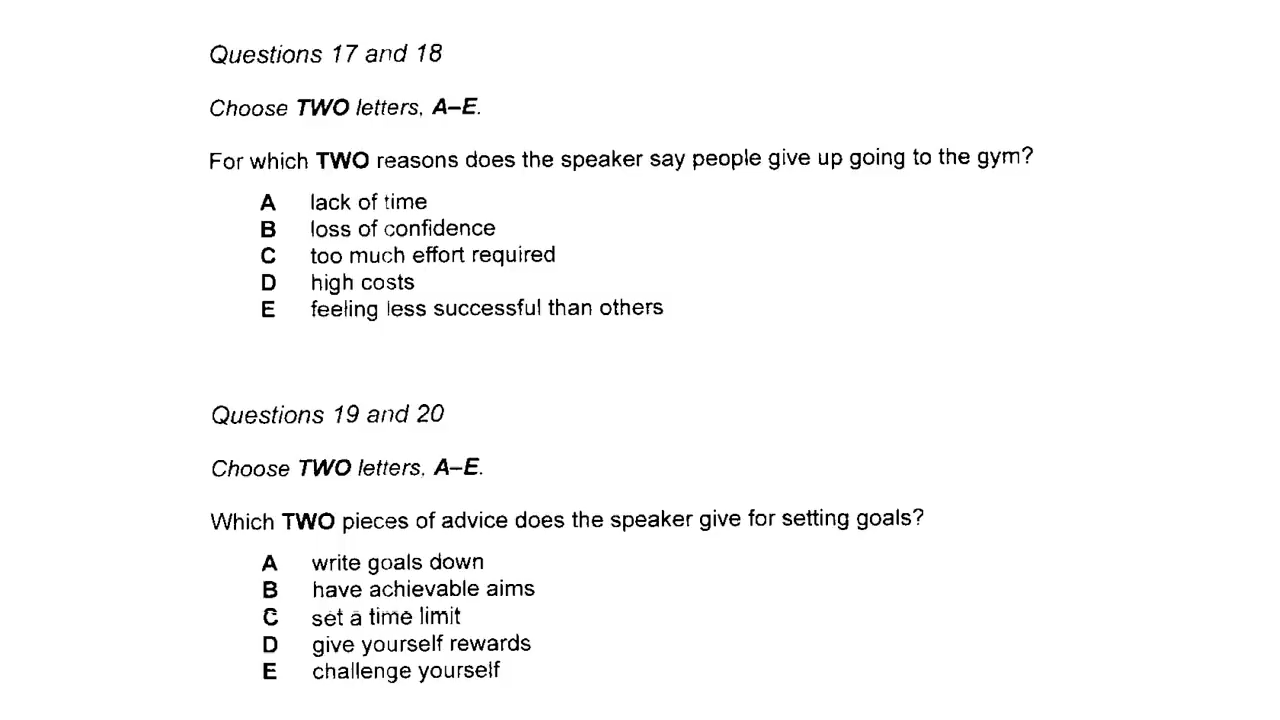 Questions 17 and 18
Choose TWO letters, A–E.
For which TWO reasons does the speaker say people give up going to the gym?
A lack of time
B loss of confidence
C too much effort required
D high costs
E feeling less successful than others
Questions 19 and 20
Choose TWO letters, A–E.
Which TWO pieces of advice does the speaker give for setting goals?
A write goals down
B have achievable aims
C set a time limit
D give yourself rewards
E challenge yourself